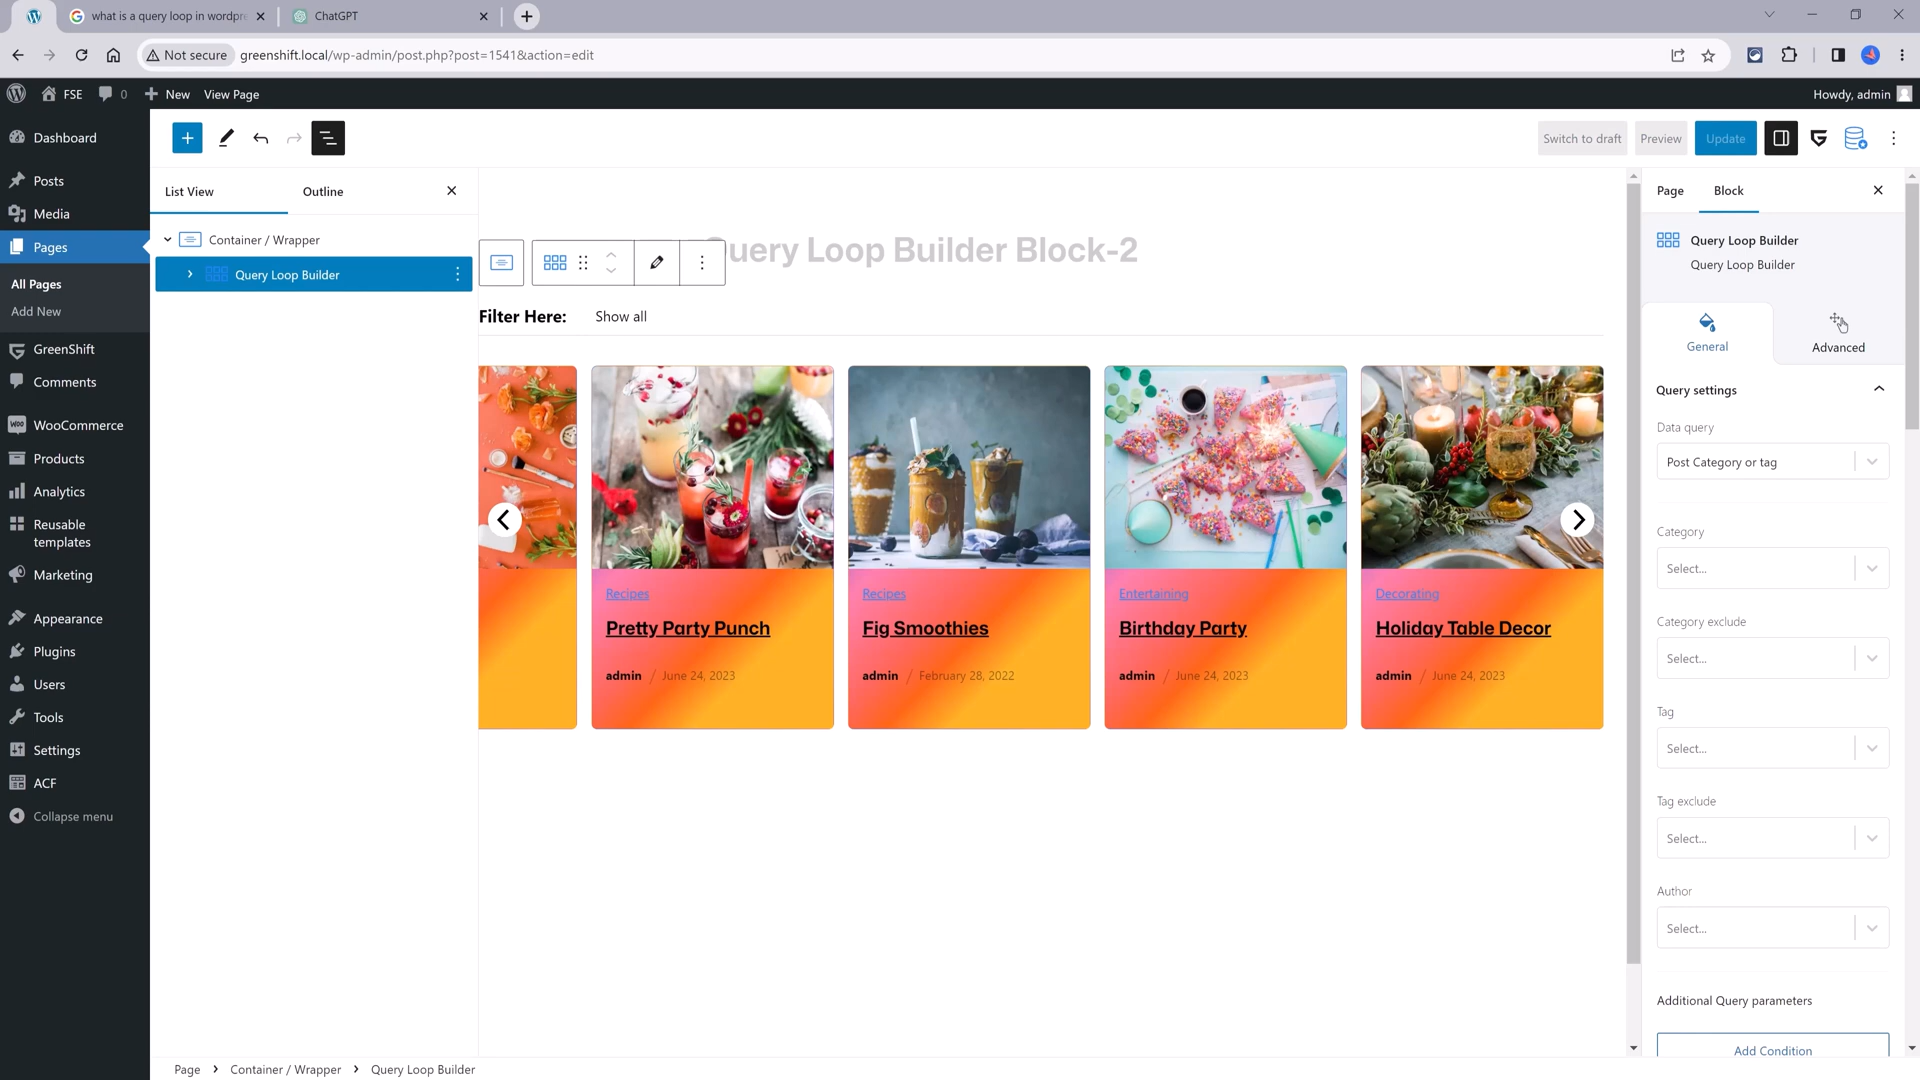 what is a query loop in wordpre
ChatGPT
Not secure
greenshift.local/wp-admin/post.php?post=1541&action=edit
FSE
0
New
View Page
Howdy, admin
Dashboard
Posts
Media
Pages
All Pages
Add New
GreenShift
Comments
WooCommerce
Products
Analytics
Reusable
templates
Marketing
Appearance
Plugins
Users
Tools
Settings
ACF
Collapse menu
Switch to draft
Preview
Update
List View
Outline
Container / Wrapper
Query Loop Builder
Query Loop Builder Block-2
Filter Here:
Show all
Recipes
Pretty Party Punch
admin / June 24, 2023
Recipes
Fig Smoothies
admin / February 28, 2022
Entertaining
Birthday Party
admin / June 24, 2023
Decorating
Holiday Table Decor
admin / June 24, 2023
Page
Block
Query Loop Builder
Query Loop Builder
General
Advanced
Query settings
Data query
Post Category or tag
Category
Select...
Category exclude
Select...
Tag
Select...
Tag exclude
Select...
Author
Select...
Additional Query parameters
Add Condition
Page > Container / Wrapper > Query Loop Builder